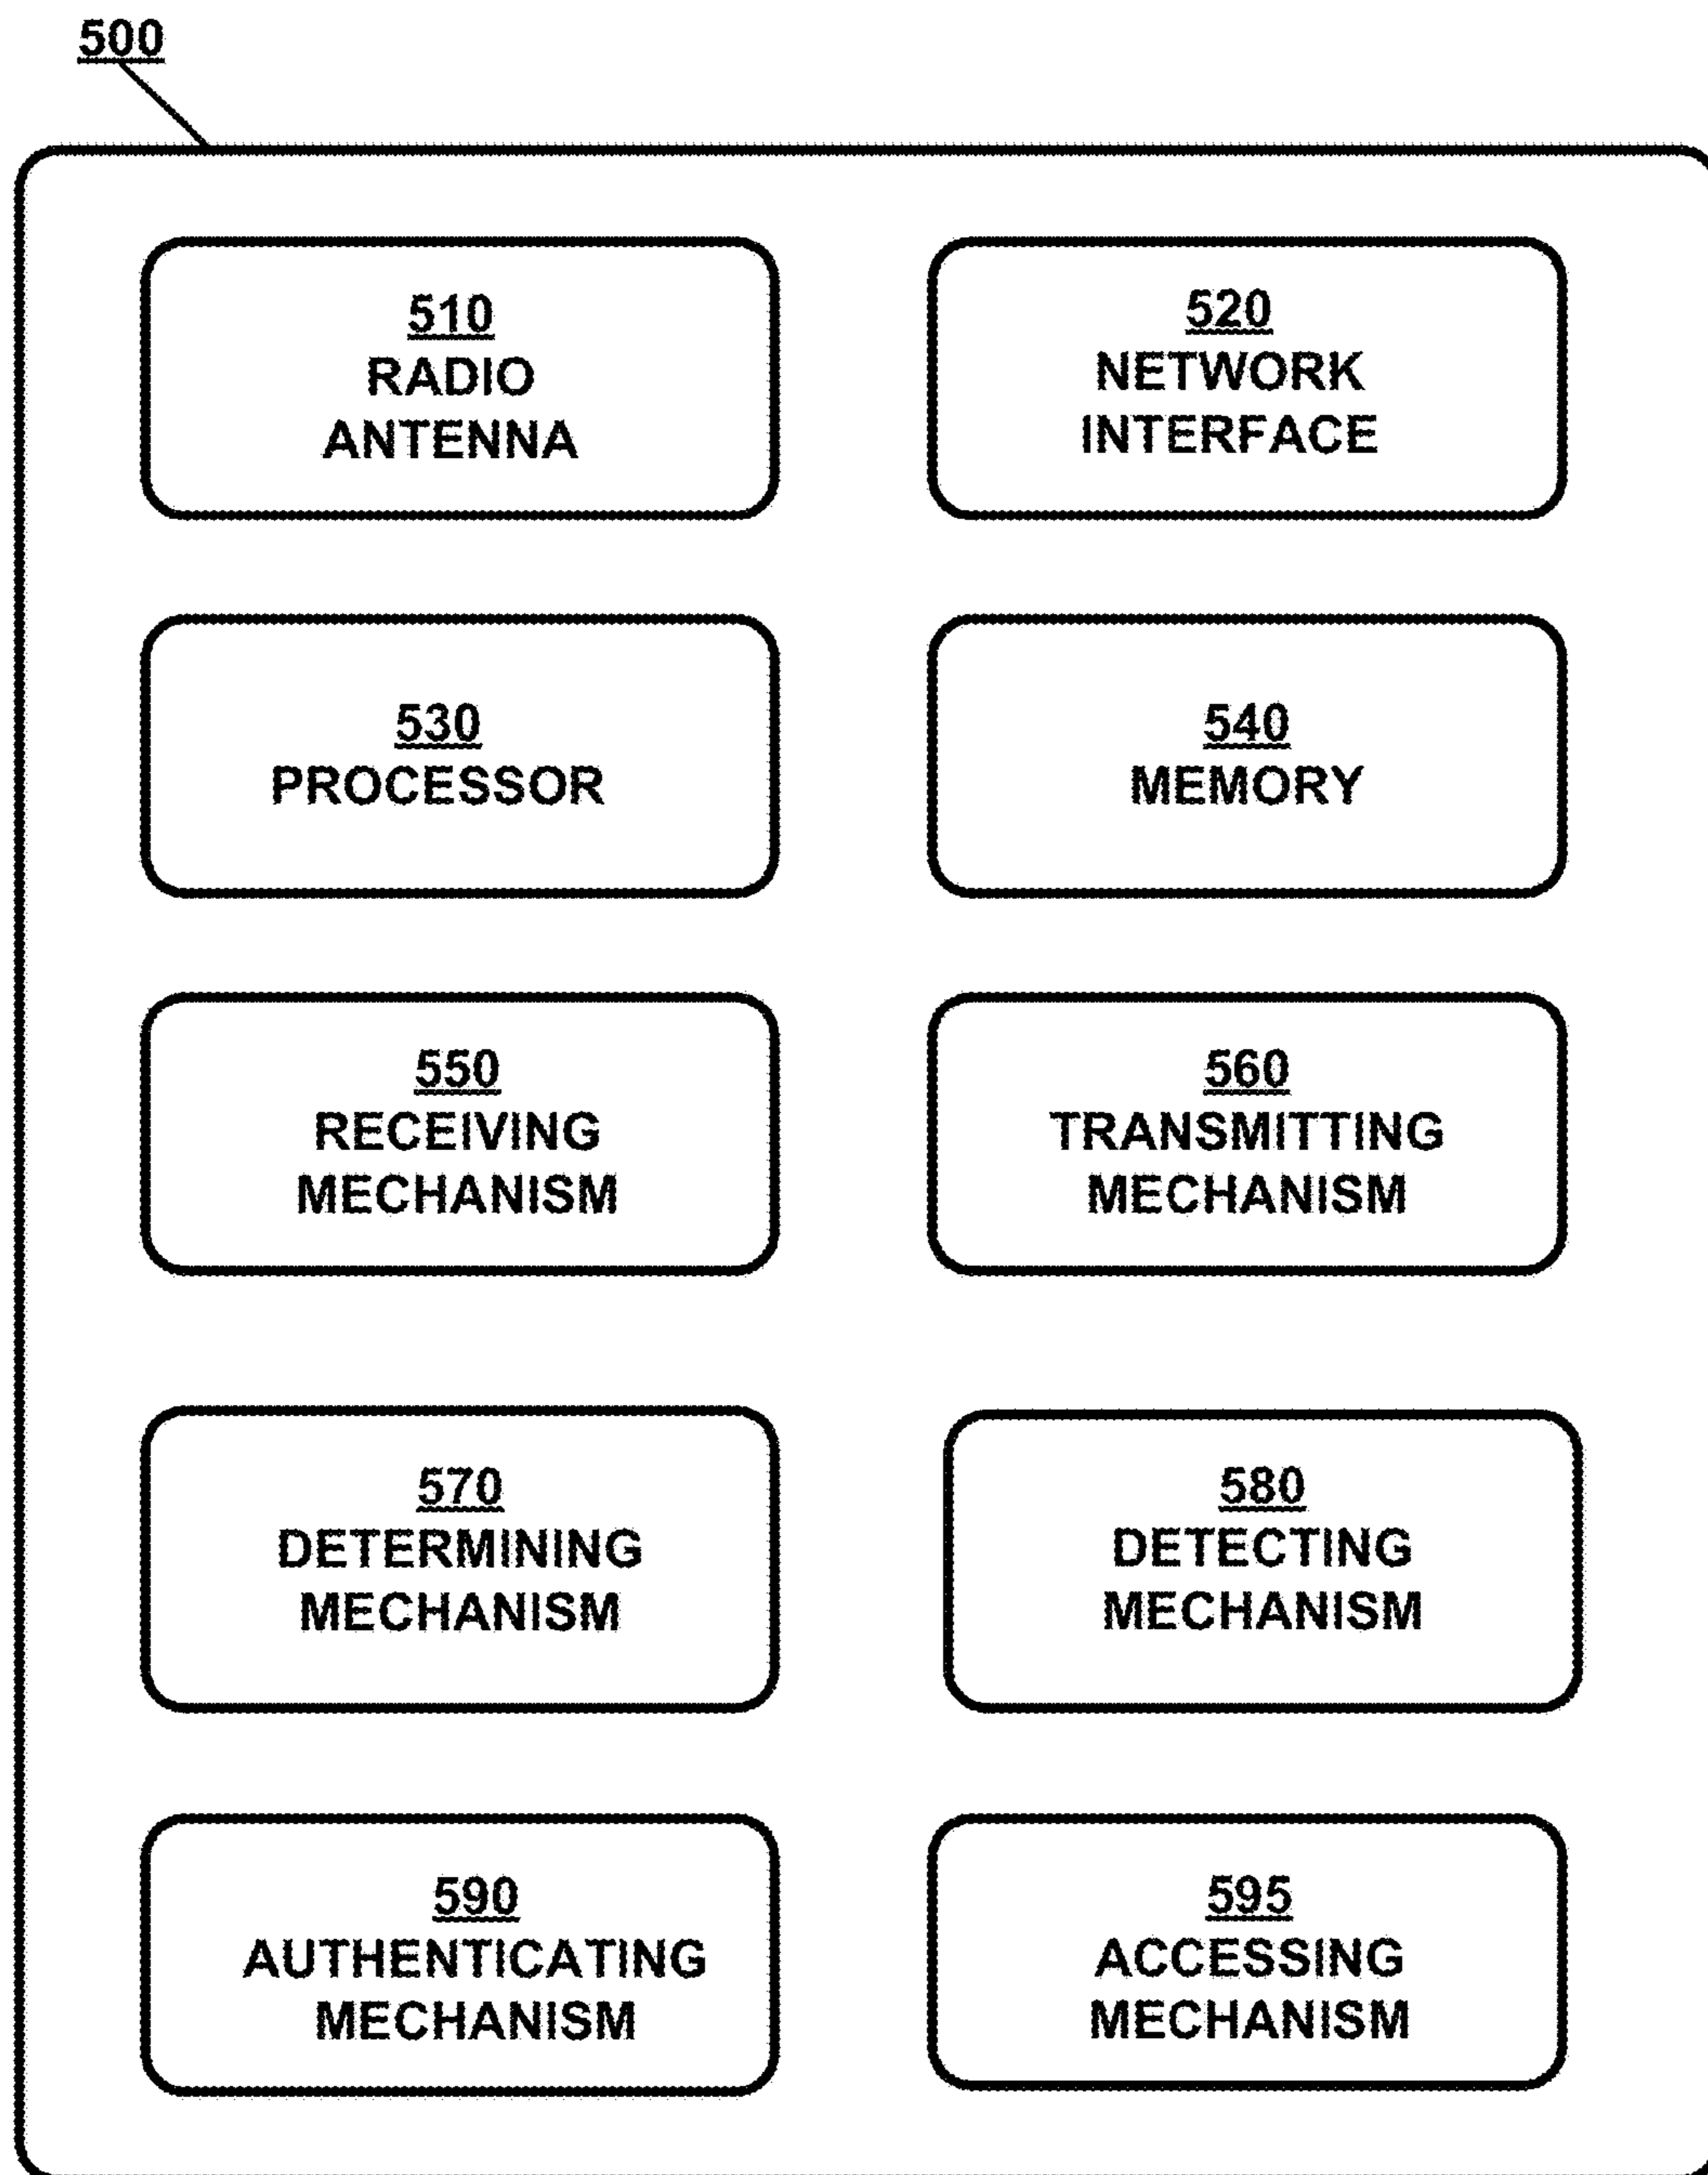 500
510
RADIO
ANTENNA
520
NETWORK
INTERFACE
530
PROCESSOR
540
MEMORY
550
RECEIVING
MECHANISM
560
TRANSMITTING
MECHANISM
570
DETERMINING
MECHANISM
580
DETECTING
MECHANISM
590
AUTHENTICATING
MECHANISM
595
ACCESSING
MECHANISM